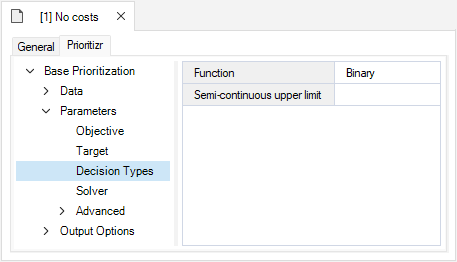 [1] No costs
General Prioritizr
Base Prioritization
Data
Parameters
Objective
Target
Decision Types
Solver
Advanced
Output Options
Function Binary
Semi-continuous upper limit